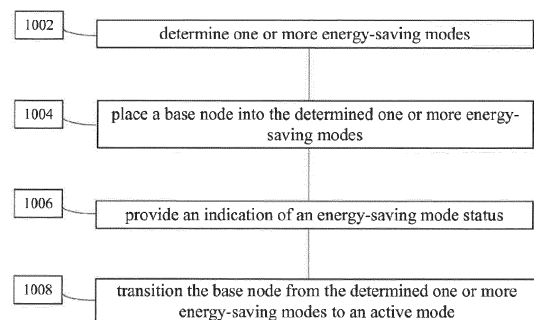 1002
determine one or more energy-saving modes
1004
place a base node into the determined one or more energy-
saving modes
1006
provide an indication of an energy-saving mode status
1008
transition the base node from the determined one or more
energy-saving modes to an active mode